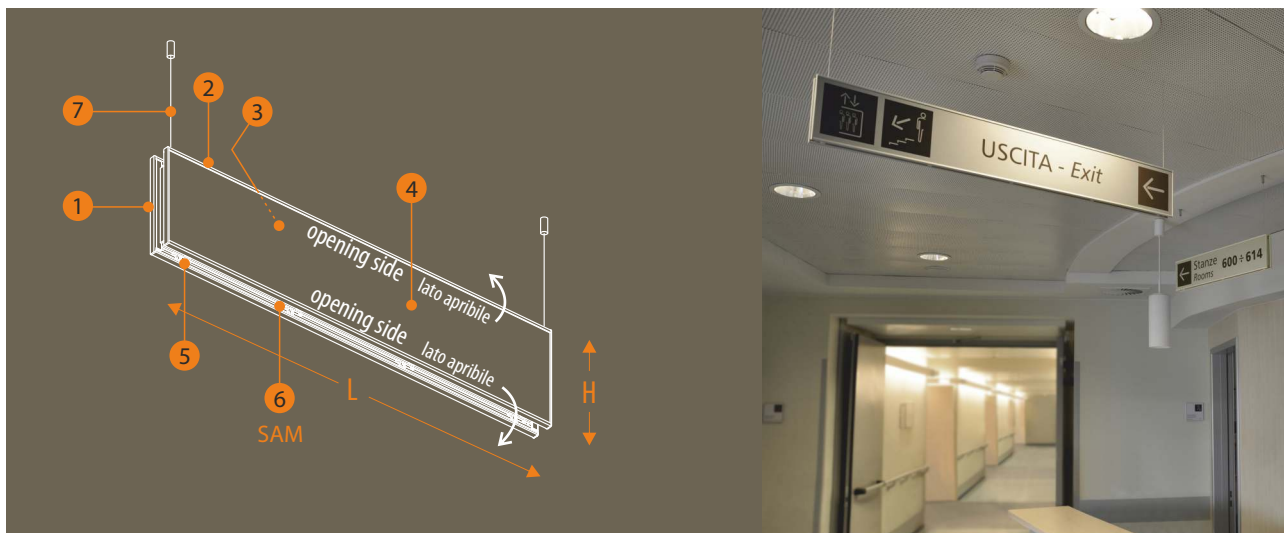 7
2
3
1
4
opening side
lato apribile
opening side
lato apribile
5
6
SAM
L
H
USCITA - Exit
Stanze 600÷614
Rooms